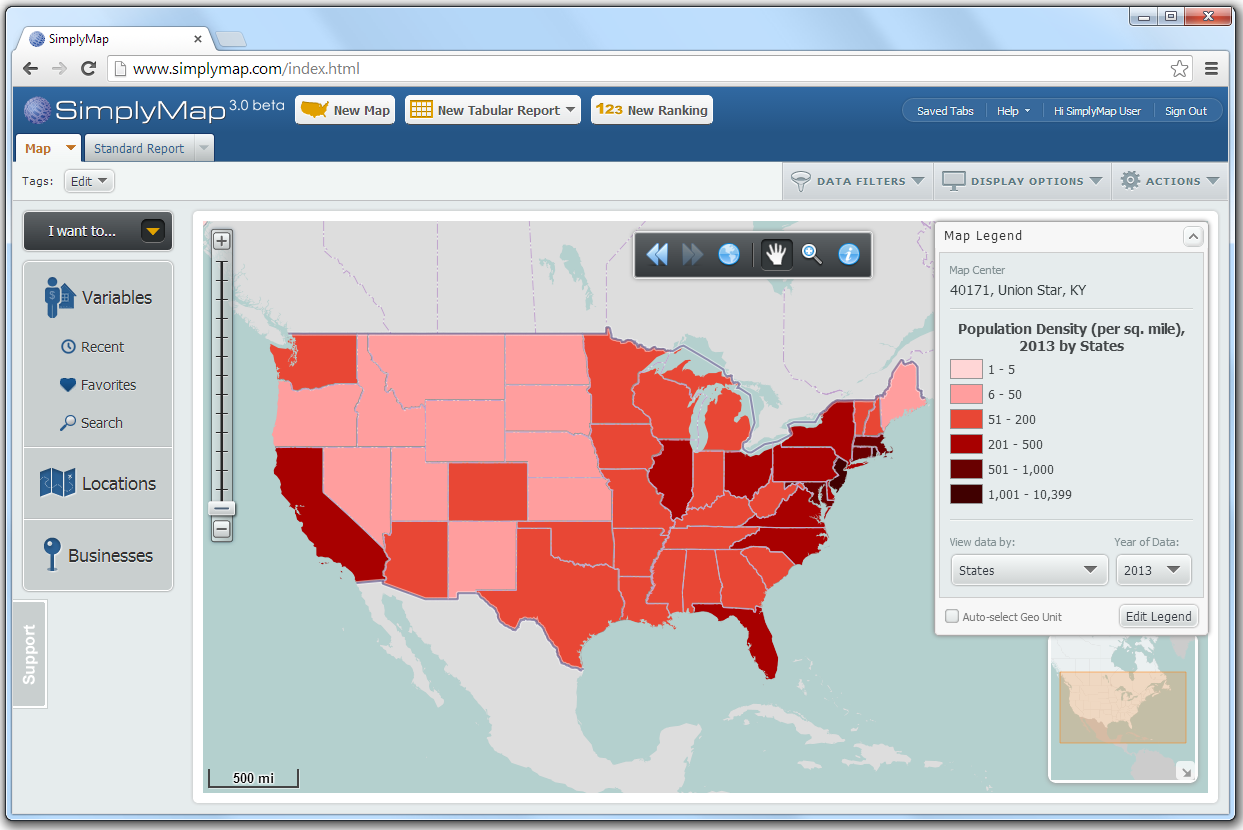 SimplyMap
www.simplymap.com/index.html
SimplyMap 3.0 beta
New Map
New Tabular Report
123 New Ranking
Saved Tabs
Help
Hi SimplyMap User
Sign Out
Map
Standard Report
Tags:
Edit
DATA FILTERS
DISPLAY OPTIONS
ACTIONS
I want to...
Variables
Recent
Favorites
Search
Locations
Businesses
Support
500 mi
Map Legend
Map Center
40171, Union Star, KY
Population Density (per sq. mile),
2013 by States
1 - 5
6 - 50
51 - 200
201 - 500
501 - 1,000
1,001 - 10,399
View data by:
Year of Data:
States
2013
Auto-select Geo Unit
Edit Legend